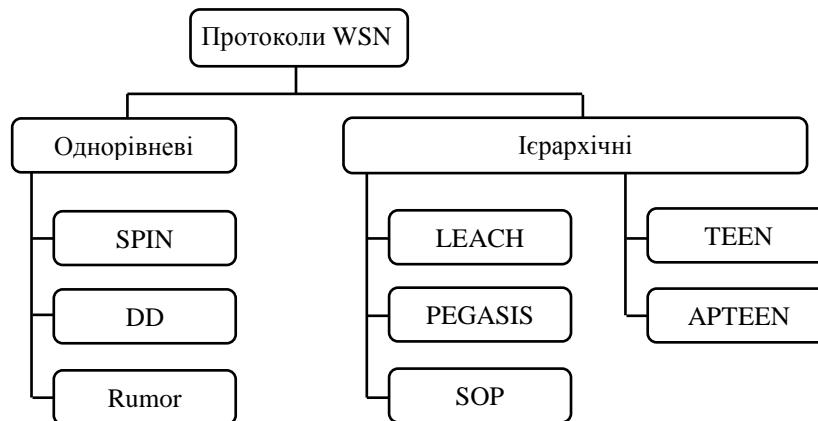 Протоколи WSN
Однорівневі
Ієрархічні
SPIN
LEACH
TEEN
DD
PEGASIS
APTEEN
Rumor
SOP